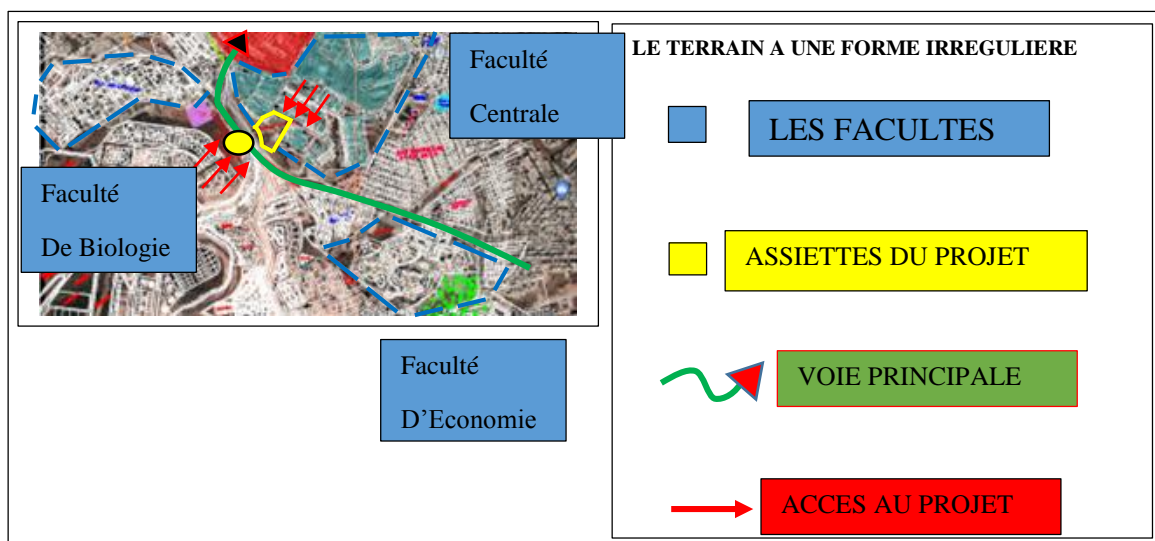 Faculté
Centrale
Faculté
De Biologie
Faculté
D’Economie
LE TERRAIN A UNE FORME IRREGULIERE
LES FACULTES
ASSIETTES DU PROJET
VOIE PRINCIPALE
ACCES AU PROJET